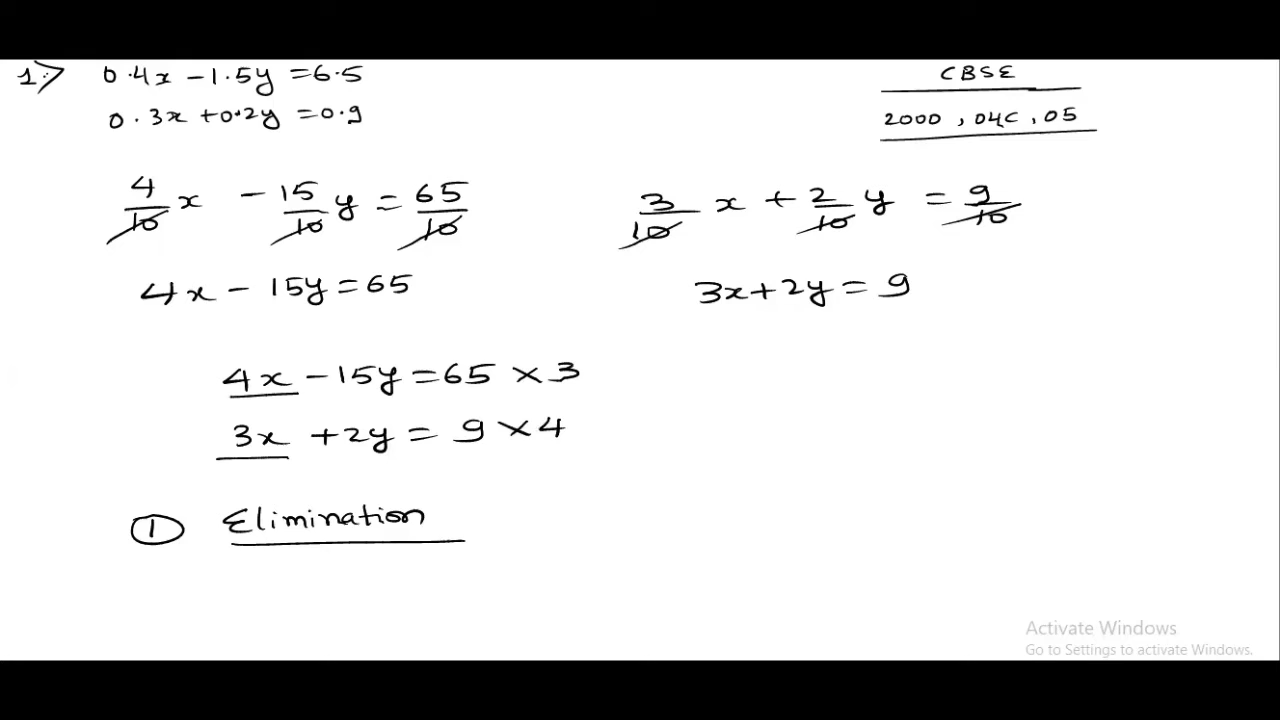 1.> 0.4x - 1.5y = 6.5
0.3x + 0.2y = 0.9
CBSE
2000, 04C, 05
4/10 x - 15/10 y = 65/10
3/10 x + 2/10 y = 9/10
4x - 15y = 65
3x + 2y = 9
4x - 15y = 65 × 3
3x + 2y = 9 × 4
① Elimination
Activate Windows
Go to Settings to activate Windows.